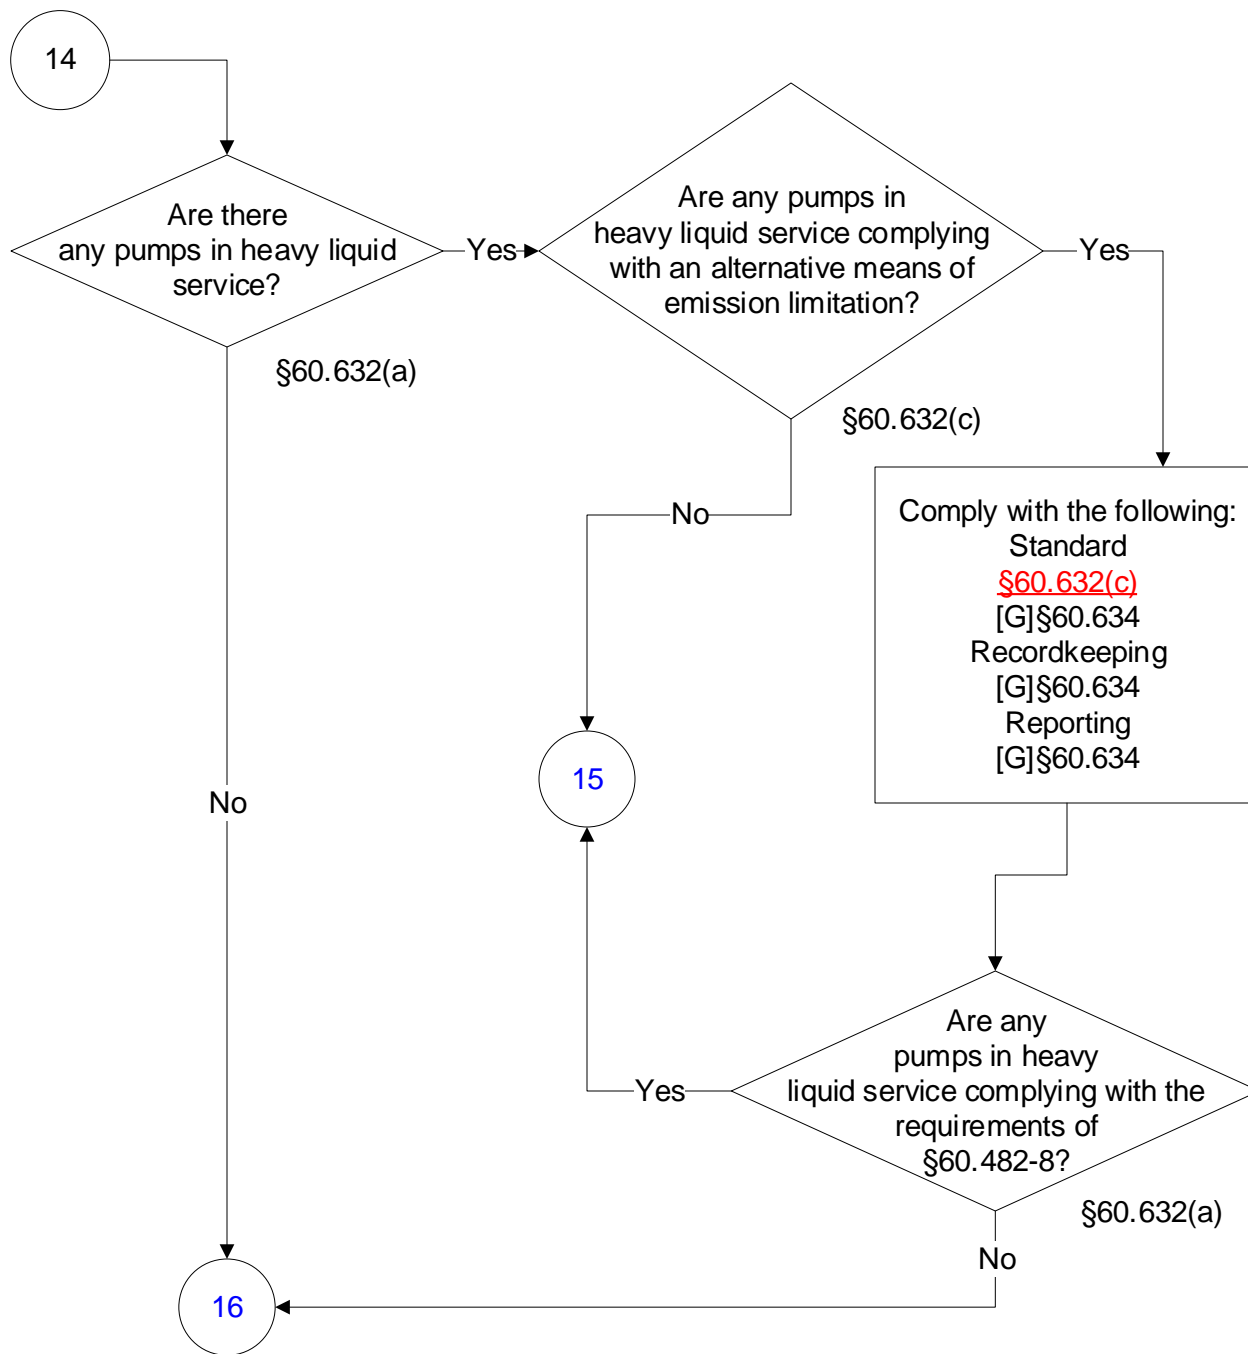 14
Are there
any pumps in heavy liquid
service?
Yes
§60.632(a)
Are any pumps in
heavy liquid service complying
with an alternative means of
emission limitation?
Yes
§60.632(c)
No
Comply with the following:
Standard
§60.632(c)
[G]§60.634
Recordkeeping
[G]§60.634
Reporting
[G]§60.634
15
No
Are any
pumps in heavy
liquid service complying with the
requirements of
§60.482-8?
Yes
§60.632(a)
No
16